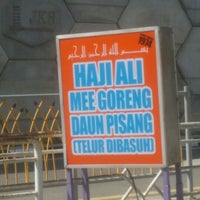 بسم الله الرحمن الرحيم
HAJI ALI
MEE GORENG
DAUN PISANG
(TELUR DIBASUH)